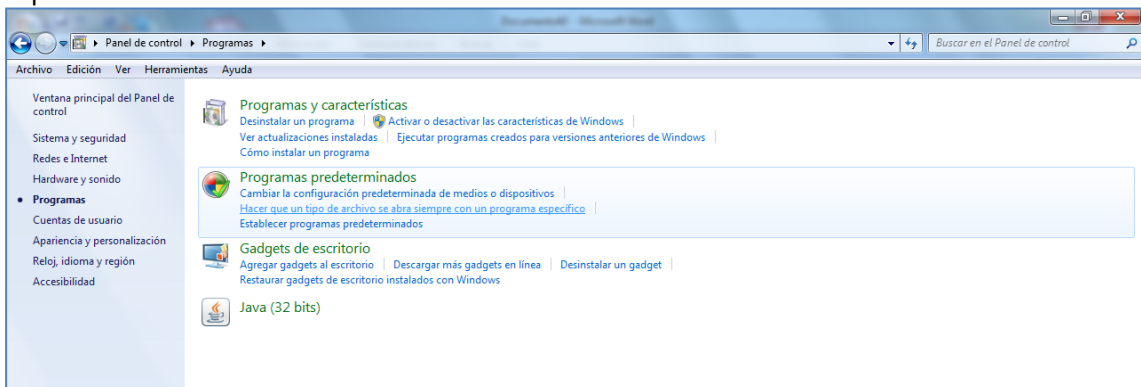 Panel de control ▸ Programas ▸
Buscar en el Panel de control
Archivo Edición Ver Herramientas Ayuda
Ventana principal del Panel de
control
Sistema y seguridad
Redes e Internet
Hardware y sonido
Programas
Cuentas de usuario
Apariencia y personalización
Reloj, idioma y región
Accesibilidad
Programas y características
Desinstalar un programa
Activar o desactivar las características de Windows
Ver actualizaciones instaladas
Ejecutar programas creados para versiones anteriores de Windows
Cómo instalar un programa
Programas predeterminados
Cambiar la configuración predeterminada de medios o dispositivos
Hacer que un tipo de archivo se abra siempre con un programa específico
Establecer programas predeterminados
Gadgets de escritorio
Agregar gadgets al escritorio
Descargar más gadgets en línea
Desinstalar un gadget
Restaurar gadgets de escritorio instalados con Windows
Java (32 bits)